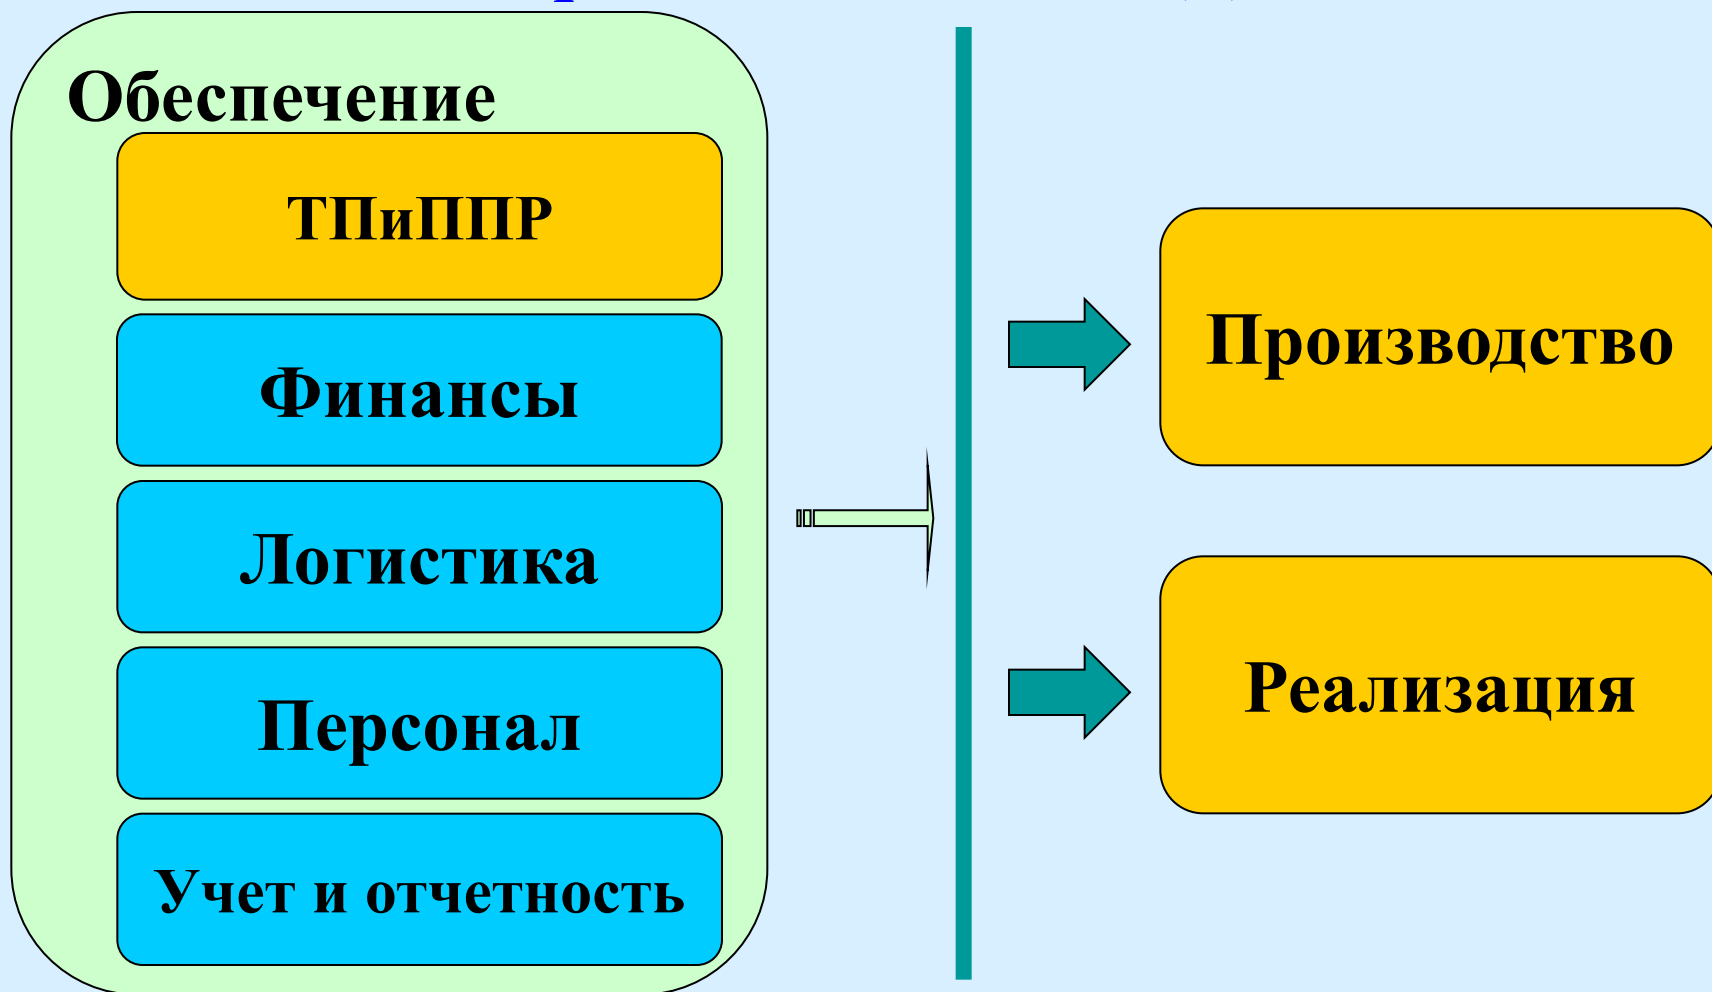 Обеспечение
ТПиППР
Финансы
Логистика
Персонал
Учет и отчетность
Производство
Реализация